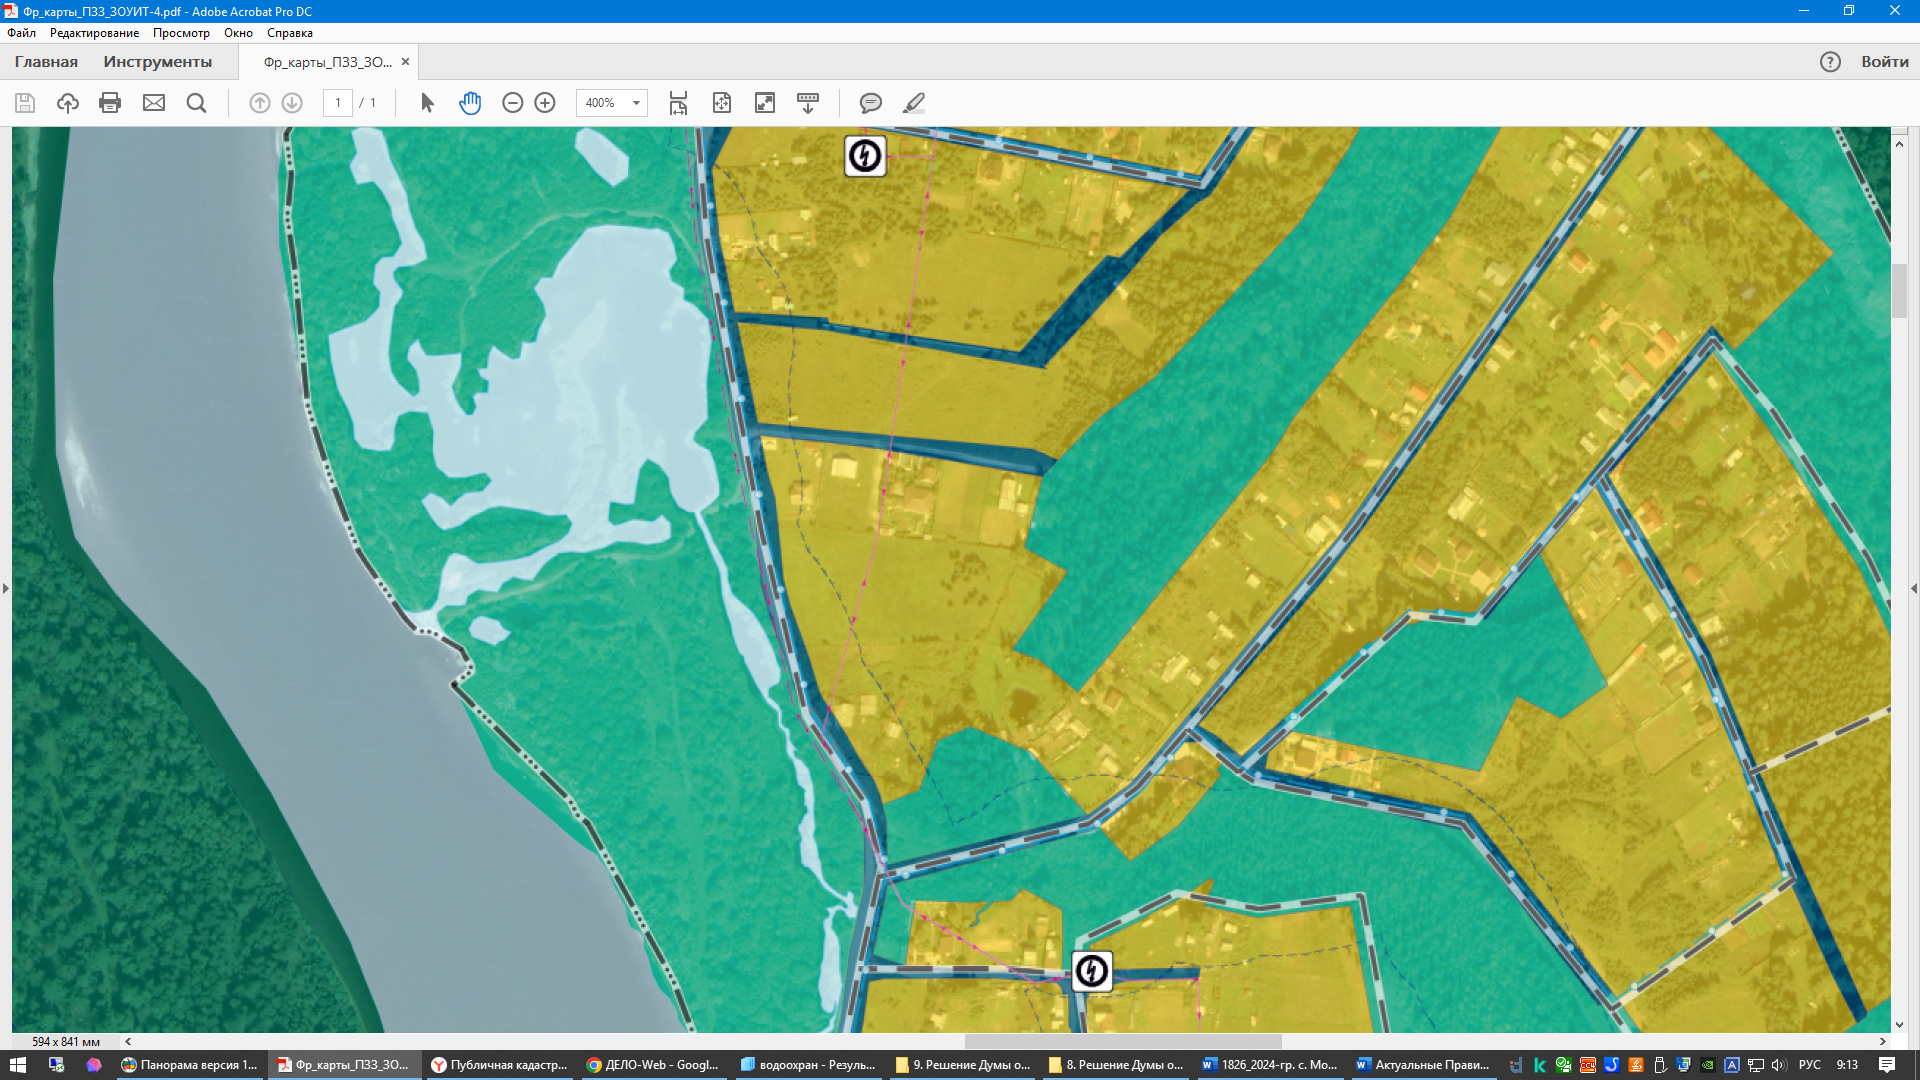 Фр_карты_ПЗЗ_ЗОУИТ-4.pdf - Adobe Acrobat Pro DC
Файл Редактирование Просмотр Окно Справка
Главная Инструменты Фр_карты_ПЗЗ_ЗО... × Войти
1 / 1 400%
594 x 841 мм
Панорама версия 1... Фр_карты_ПЗЗ_ЗО... Публичная кадастр... ДЕЛО-Web - Googl... водоохран - Резуль... 9. Решение Думы о... 8. Решение Думы о... 1826_2024-гр. с. Мо... Актуальные Прави... РУС 9:13